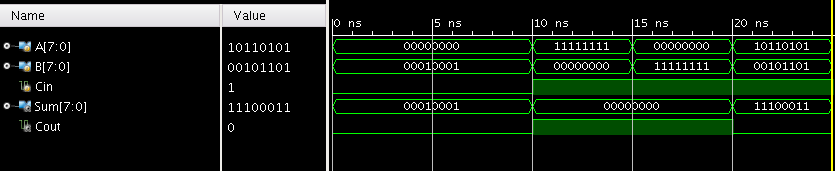 Name Value 0 ns 5 ns 10 ns 15 ns 20 ns
A[7:0] 10110101 00000000 11111111 00000000 10110101
B[7:0] 00101101 00010001 00000000 11111111 00101101
Cin 1
Sum[7:0] 11100011 00010001 00000000 11100011
Cout 0